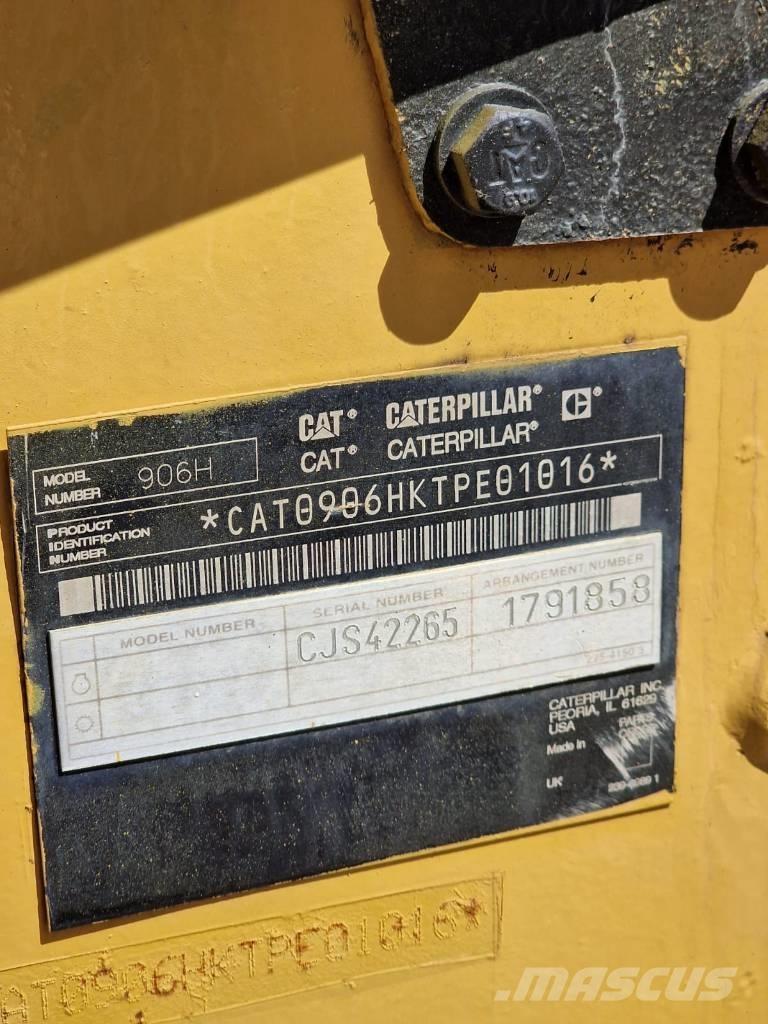 CAT® CATERPILLAR®
CAT® CATERPILLAR®
MODEL NUMBER 906H
PRODUCT IDENTIFICATION NUMBER *CAT0906HKTPE01016*
MODEL NUMBER SERIAL NUMBER ARRANGEMENT NUMBER
CJS42265 1791858
CATERPILLAR INC.
PEORIA, IL 61629
USA
Made in
UK
AT0906HKTPE01016*
MASCUS